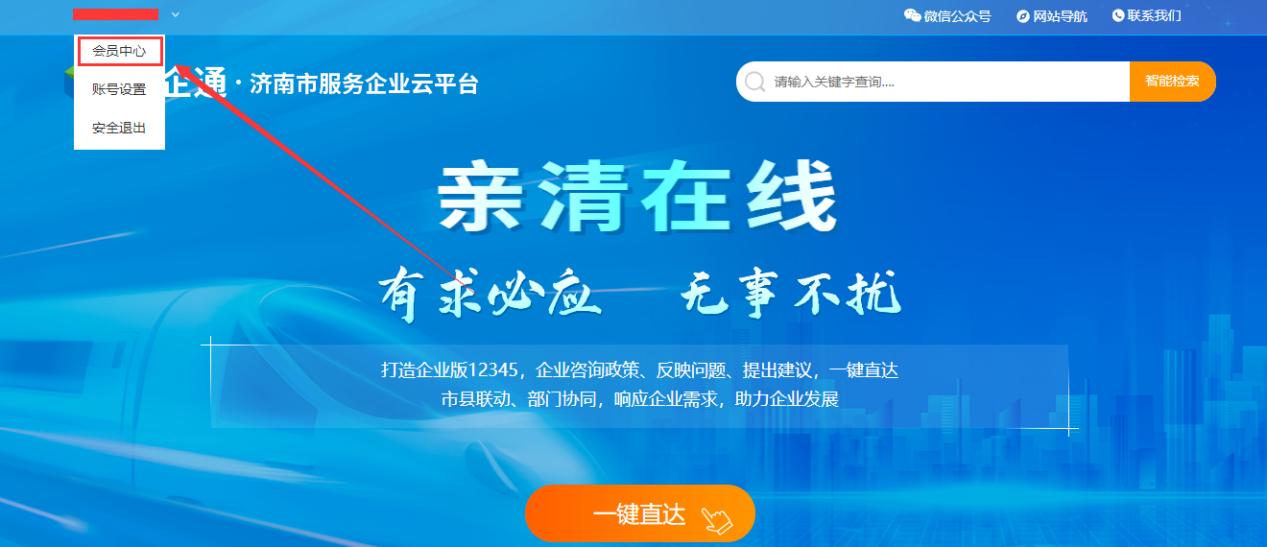 微信公众号 网站导航 联系我们
会员中心
账号设置
安全退出
企通·济南市服务企业云平台
请输入关键字查询.... 智能检索
亲清在线
有求必应 无事不扰
打造企业版12345，企业咨询政策、反映问题、提出建议，一键直达
市县联动、部门协同，响应企业需求，助力企业发展
一键直达